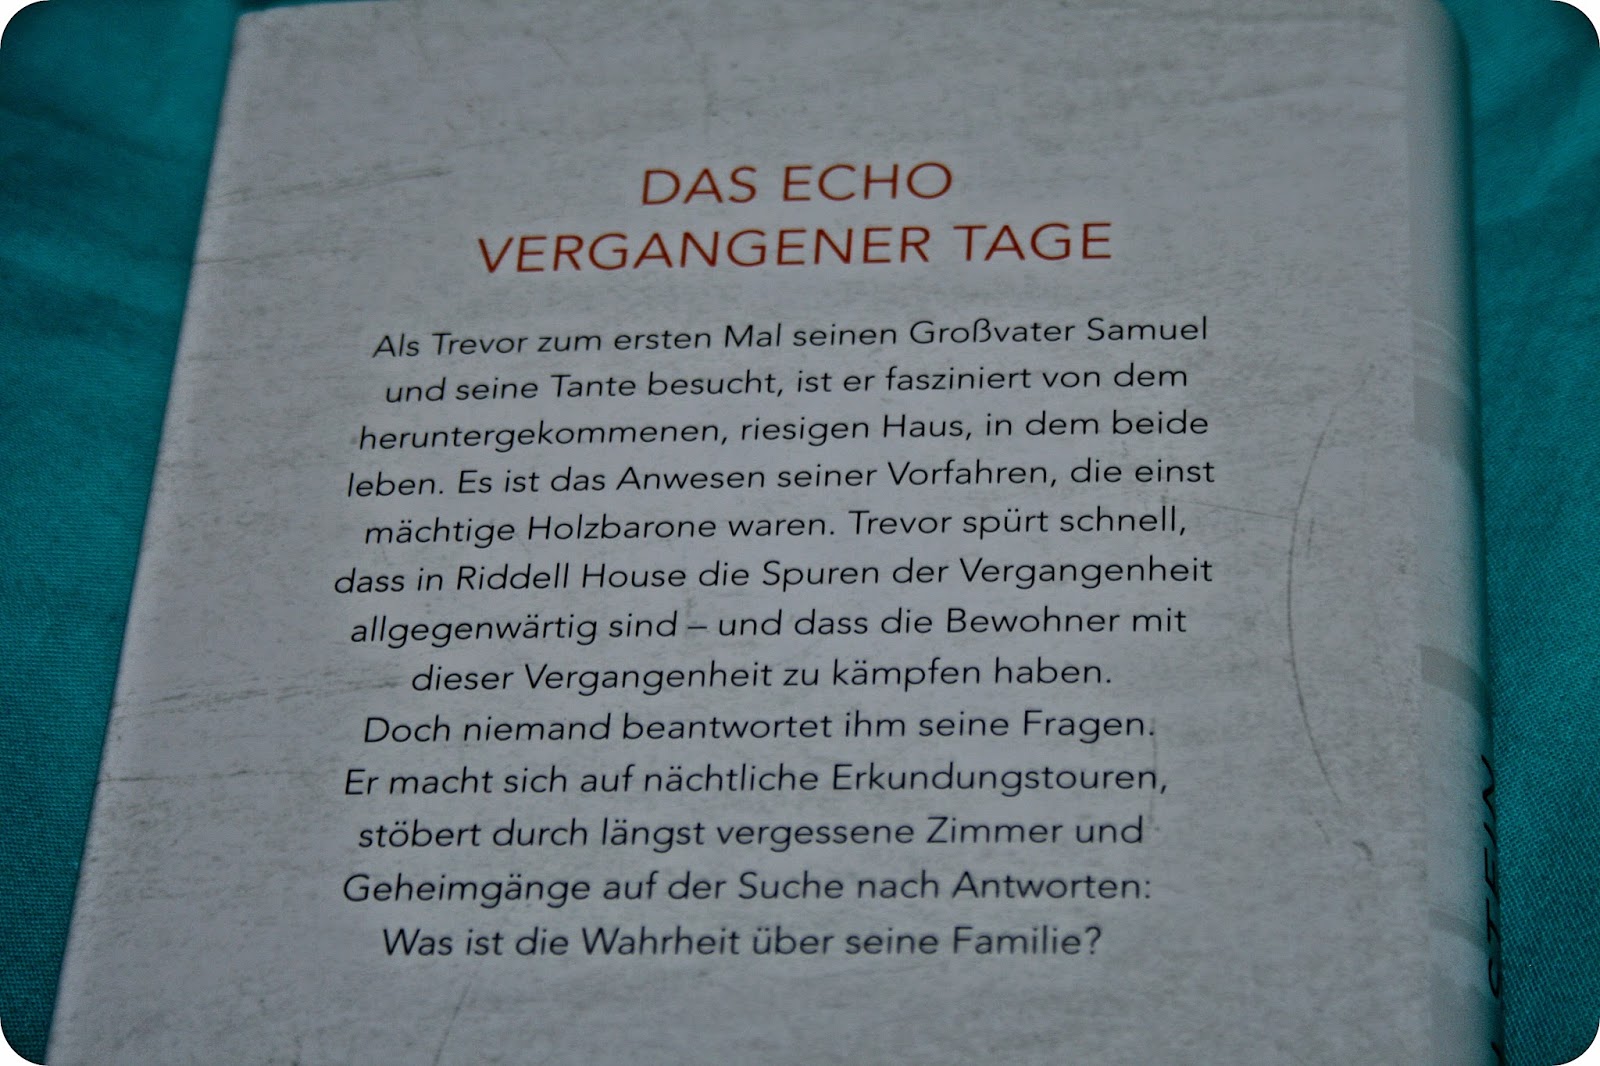 DAS ECHO
VERGANGENER TAGE
Als Trevor zum ersten Mal seinen Großvater Samuel
und seine Tante besucht, ist er fasziniert von dem
heruntergekommenen, riesigen Haus, in dem beide
leben. Es ist das Anwesen seiner Vorfahren, die einst
mächtige Holzbarone waren. Trevor spürt schnell,
dass in Riddell House die Spuren der Vergangenheit
allgegenwärtig sind – und dass die Bewohner mit
dieser Vergangenheit zu kämpfen haben.
Doch niemand beantwortet ihm seine Fragen.
Er macht sich auf nächtliche Erkundungstouren,
stöbert durch längst vergessene Zimmer und
Geheimgänge auf der Suche nach Antworten:
Was ist die Wahrheit über seine Familie?
STEIN